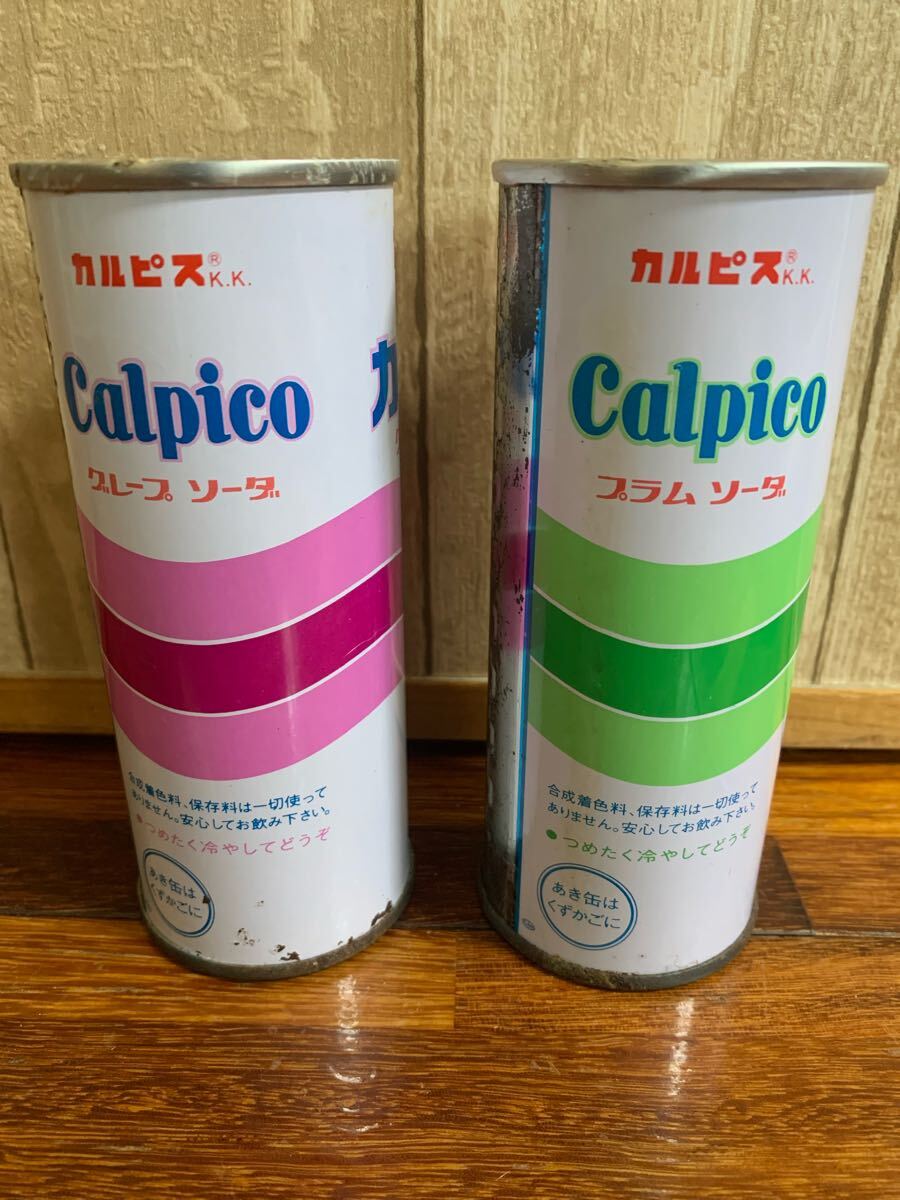 カルピス® K.K.
Calpico
グレープ ソーダ
合成着色料、保存料は一切使って
ありません。安心してお飲み下さい。
●つめたく冷やしてどうぞ
あき缶は
くずかごに
カルピス® K.K.
Calpico
プラム ソーダ
合成着色料、保存料は一切使って
ありません。安心してお飲み下さい。
●つめたく冷やしてどうぞ
あき缶は
くずかごに